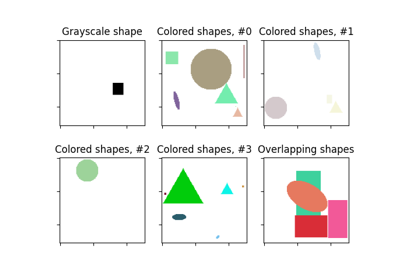 Grayscale shape
Colored shapes, #0
Colored shapes, #1
Colored shapes, #2
Colored shapes, #3
Overlapping shapes